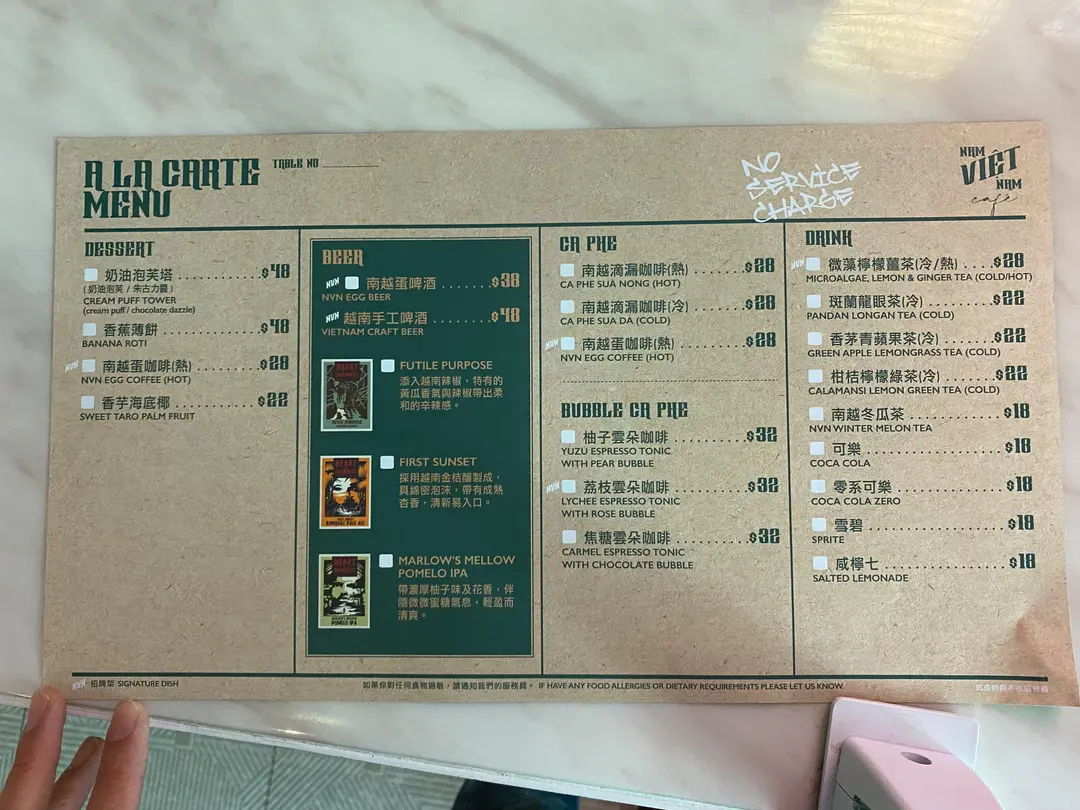 A LA CARTE
MENU
TABLE NO
NO
SERVICE
CHARGE
NAM
VIỆT
NAM
café
DESSERT
奶油泡芙塔 $48
(奶油泡芙 / 朱古力醬)
CREAM PUFF TOWER
(cream puff / chocolate dazzle)
香蕉薄餅 $48
BANANA ROTI
NVN 南越蛋咖啡(熱) $28
NVN EGG COFFEE (HOT)
香芋海底椰 $22
SWEET TARO PALM FRUIT
BEER
NVN 南越蛋啤酒 $38
NVN EGG BEER
NVN 越南手工啤酒 $48
VIETNAM CRAFT BEER
FUTILE PURPOSE
添入越南辣椒，特有的
黃瓜香氣與辣椒帶出柔
和的辛辣感。
FIRST SUNSET
採用越南金桔釀製成，
具綿密泡沫，帶有成熟
杏香，清新易入口。
MARLOW'S MELLOW
POMELO IPA
帶濃厚柚子味及花香，伴
隨微微蜜糖氣息，輕盈而
清爽。
CA PHE
南越滴漏咖啡(熱) $28
CA PHE SUA NONG (HOT)
南越滴漏咖啡(冷) $28
CA PHE SUA DA (COLD)
NVN 南越蛋咖啡(熱) $28
NVN EGG COFFEE (HOT)
BUBBLE CA PHE
柚子雲朵咖啡 $32
YUZU ESPRESSO TONIC
WITH PEAR BUBBLE
NVN 荔枝雲朵咖啡 $32
LYCHEE ESPRESSO TONIC
WITH ROSE BUBBLE
焦糖雲朵咖啡 $32
CARMEL ESPRESSO TONIC
WITH CHOCOLATE BUBBLE
DRINK
NVN 微藻檸檬薑茶(冷/熱) $28
MICROALGAE, LEMON & GINGER TEA (COLD/HOT)
斑蘭龍眼茶(冷) $22
PANDAN LONGAN TEA (COLD)
香茅青蘋果茶(冷) $22
GREEN APPLE LEMONGRASS TEA (COLD)
柑桔檸檬綠茶(冷) $22
CALAMANSI LEMON GREEN TEA (COLD)
南越冬瓜茶 $18
NVN WINTER MELON TEA
可樂 $18
COCA COLA
零系可樂 $18
COCA COLA ZERO
雪碧 $18
SPRITE
咸檸七 $18
SALTED LEMONADE
NVN 招牌菜 SIGNATURE DISH
如果你對任何食物過敏，請通知我們的服務員。 IF HAVE ANY FOOD ALLERGIES OR DIETARY REQUIREMENTS PLEASE LET US KNOW.